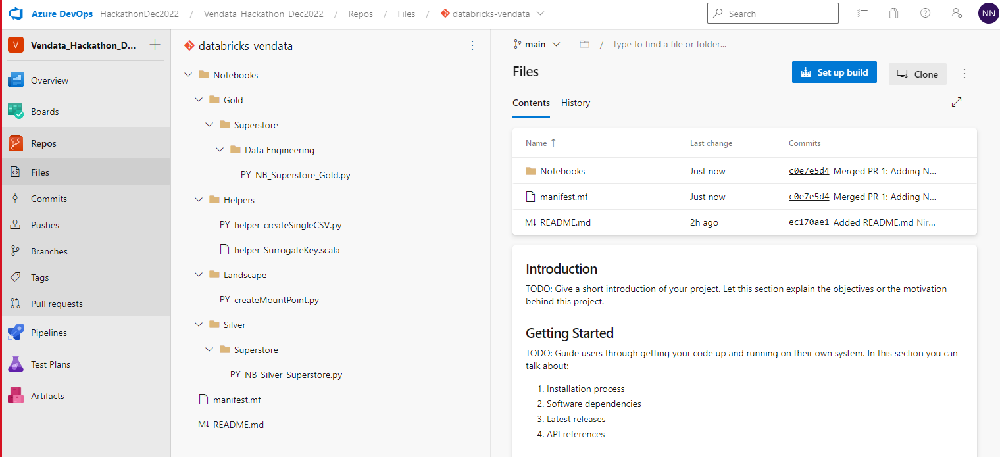 Azure DevOps HackathonDec2022 / Vendata_Hackathon_Dec2022 / Repos / Files / databricks-vendata
Search
NN
V Vendata_Hackathon_D...
Overview
Boards
Repos
Files
Commits
Pushes
Branches
Tags
Pull requests
Pipelines
Test Plans
Artifacts
databricks-vendata
Notebooks
Gold
Superstore
Data Engineering
PY NB_Superstore_Gold.py
Helpers
PY helper_createSingleCSV.py
helper_SurrogateKey.scala
Landscape
PY createMountPoint.py
Silver
Superstore
PY NB_Silver_Superstore.py
manifest.mf
M↓ README.md
main / Type to find a file or folder...
Files
Set up build
Clone
Contents History
Name ↑ Last change Commits
Notebooks Just now c0e7e5d4 Merged PR 1: Adding N...
manifest.mf Just now c0e7e5d4 Merged PR 1: Adding N...
M↓ README.md 2h ago ec170ae1 Added README.md Nir...
Introduction
TODO: Give a short introduction of your project. Let this section explain the objectives or the motivation
behind this project.
Getting Started
TODO: Guide users through getting your code up and running on their own system. In this section you can
talk about:
1. Installation process
2. Software dependencies
3. Latest releases
4. API references